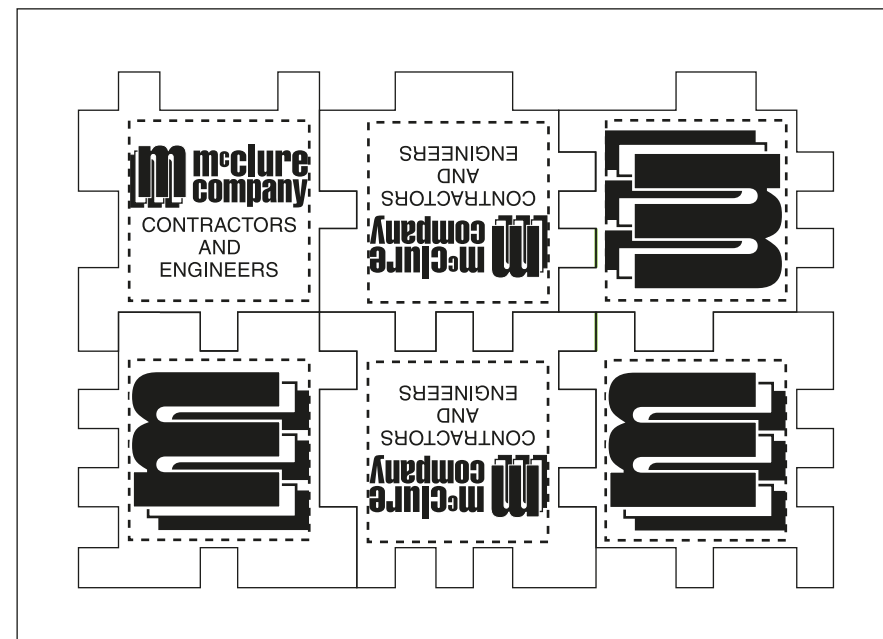 mcclure
company
CONTRACTORS
AND
ENGINEERS
mcclure
company
CONTRACTORS
AND
ENGINEERS
m
m
mcclure
company
CONTRACTORS
AND
ENGINEERS
m